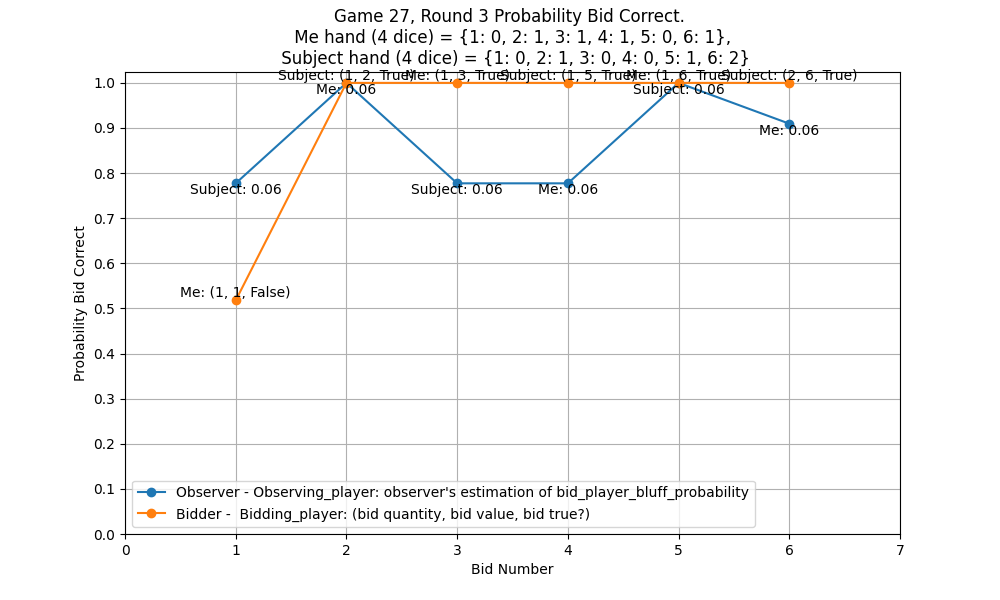 Game 27, Round 3 Probability Bid Correct.
Me hand (4 dice) = {1: 0, 2: 1, 3: 1, 4: 1, 5: 0, 6: 1},
Subject hand (4 dice) = {1: 0, 2: 1, 3: 0, 4: 0, 5: 1, 6: 2}
Subject: (1, 2, True)
Me: (1, 3, True)
Subject: (1, 5, True)
Me: (1, 6, True)
Subject: (2, 6, True)
Me: 0.06
Subject: 0.06
Me: 0.06
Subject: 0.06
Subject: 0.06
Me: 0.06
Me: (1, 1, False)
1.0
0.9
0.8
0.7
0.6
0.5
0.4
0.3
0.2
0.1
0.0
Probability Bid Correct
Observer - Observing_player: observer's estimation of bid_player_bluff_probability
Bidder -  Bidding_player: (bid quantity, bid value, bid true?)
0 1 2 3 4 5 6 7
Bid Number